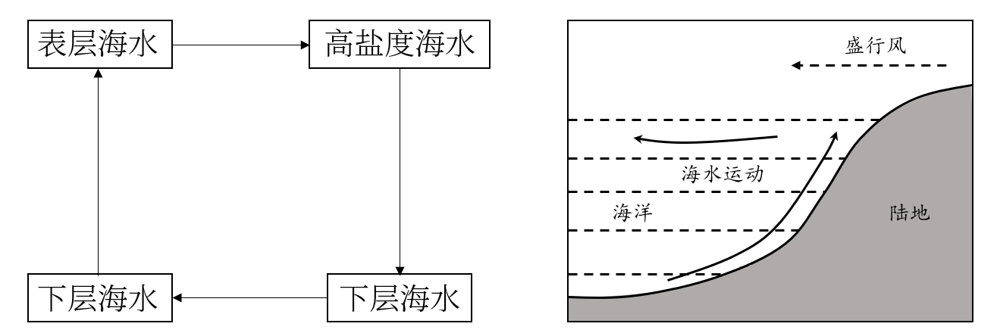 表层海水
高盐度海水
下层海水
下层海水
盛行风
海水运动
海洋
陆地